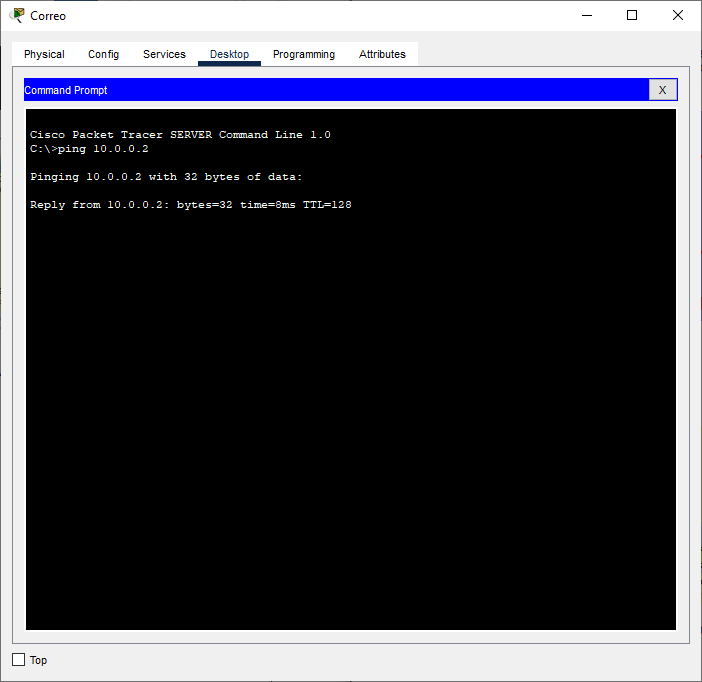 Correo
Physical Config Services Desktop Programming Attributes
Command Prompt X
Cisco Packet Tracer SERVER Command Line 1.0
C:\>ping 10.0.0.2
Pinging 10.0.0.2 with 32 bytes of data:
Reply from 10.0.0.2: bytes=32 time=8ms TTL=128
Top